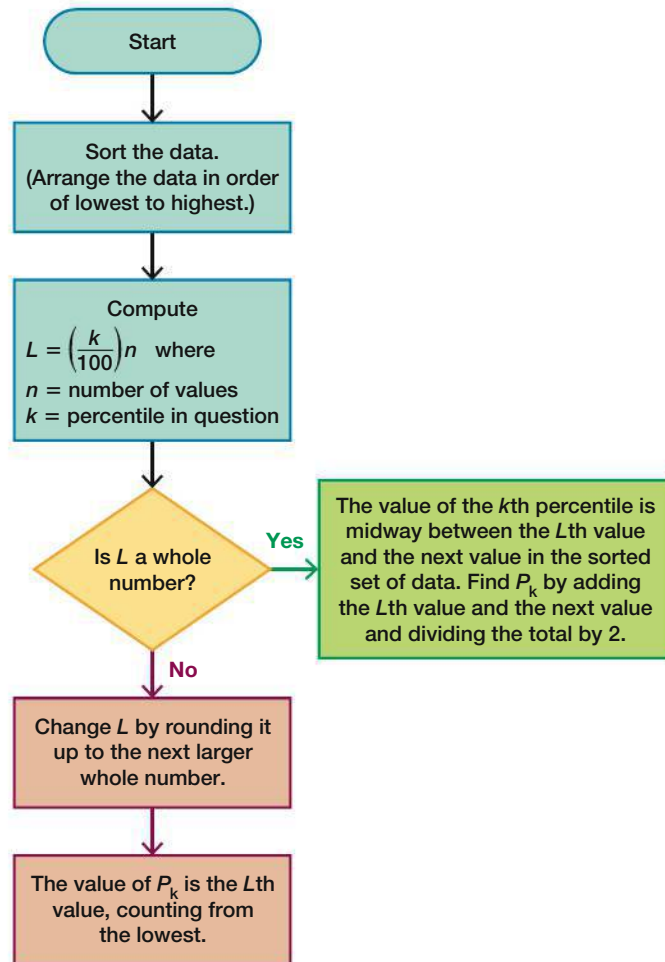 Start
Sort the data.
(Arrange the data in order
of lowest to highest.)
Compute
L = (k/100)n where
n = number of values
k = percentile in question
Is L a whole
number?
Yes
The value of the kth percentile is
midway between the Lth value
and the next value in the sorted
set of data. Find Pk by adding
the Lth value and the next value
and dividing the total by 2.
No
Change L by rounding it
up to the next larger
whole number.
The value of Pk is the Lth
value, counting from
the lowest.